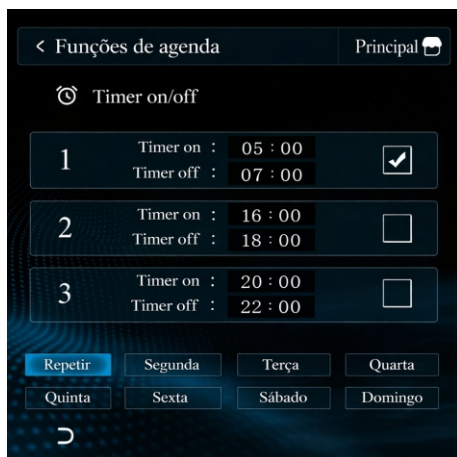 < Funções de agenda Principal
Timer on/off
1 Timer on : 05 : 00
Timer off : 07 : 00
2 Timer on : 16 : 00
Timer off : 18 : 00
3 Timer on : 20 : 00
Timer off : 22 : 00
Repetir Segunda Terça Quarta
Quinta Sexta Sábado Domingo